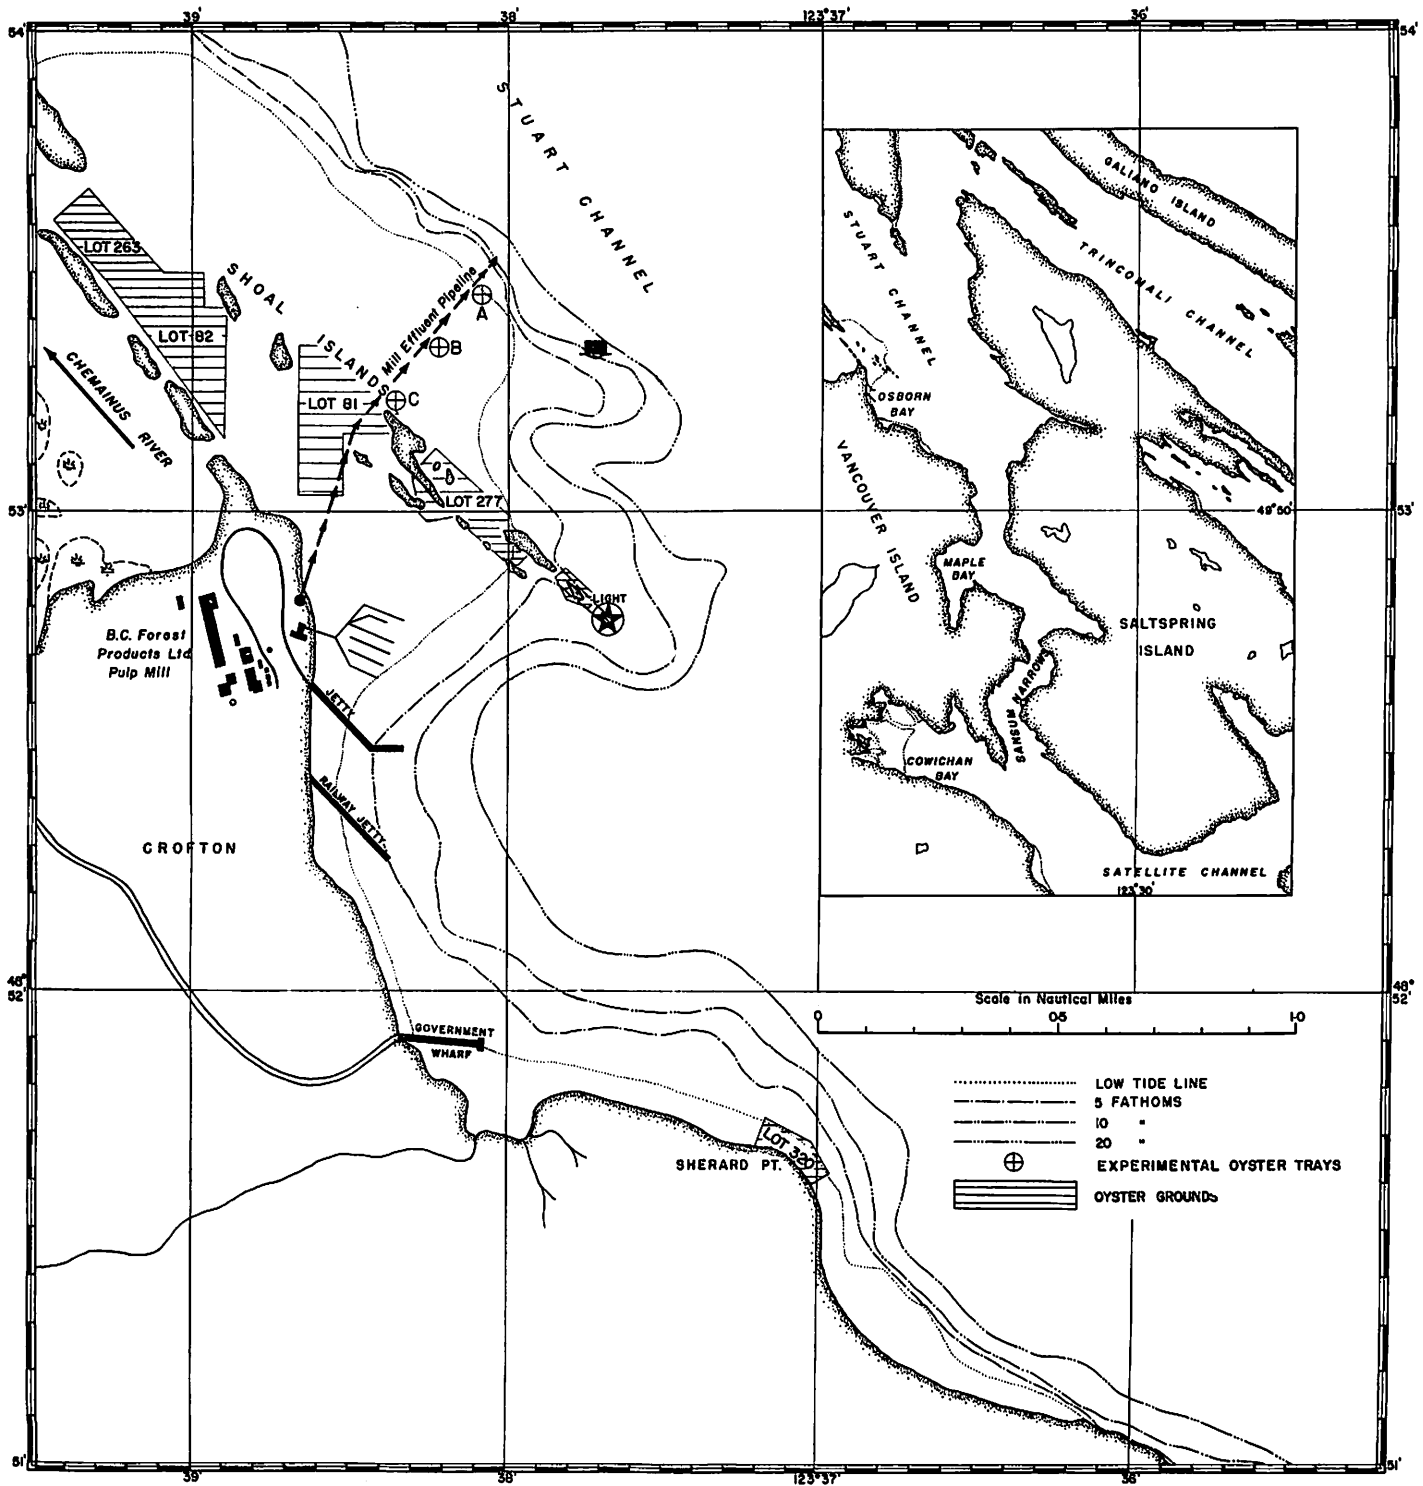 39'
38'
123°37'
36'
54'
54'
STUART CHANNEL
LOT 263
SHOAL ISLANDS
LOT 82
Mill Effluent Pipeline
A
B
C
LOT 81
CHEMAINUS RIVER
LOT 277
53'
53'
LIGHT
B.C. Forest
Products Ltd
Pulp Mill
JETTY
RAILWAY JETTY
CROFTON
GOVERNMENT
WHARF
LOT 320
SHERARD PT.
48°
52'
48°
52'
51'
51'
39'
38'
123°37'
36'
GALIANO
ISLAND
TRINCOMALI CHANNEL
STUART CHANNEL
OSBORN
BAY
VANCOUVER ISLAND
49°50'
MAPLE
BAY
SALTSPRING
ISLAND
SANSUM NARROWS
COWICHAN
BAY
SATELLITE CHANNEL
123°30'
Scale in Nautical Miles
0
0.5
1.0
LOW TIDE LINE
5 FATHOMS
10 "
20 "
EXPERIMENTAL OYSTER TRAYS
OYSTER GROUNDS